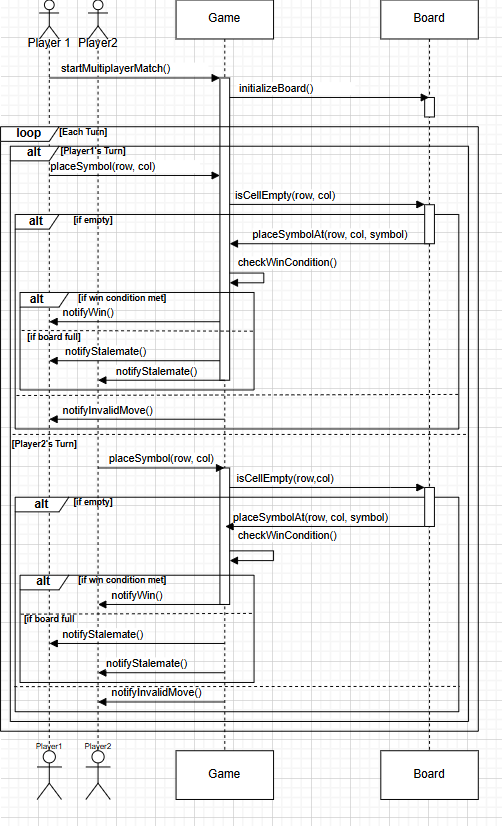 Game
Board
Player 1
Player2
startMultiplayerMatch()
initializeBoard()
loop
[Each Turn]
alt
[Player1's Turn]
placeSymbol(row, col)
isCellEmpty(row, col)
alt
[if empty]
placeSymbolAt(row, col, symbol)
checkWinCondition()
alt
[if win condition met]
notifyWin()
[if board full]
notifyStalemate()
notifyStalemate()
notifyInvalidMove()
[Player2's Turn]
placeSymbol(row, col)
isCellEmpty(row,col)
alt
[if empty]
placeSymbolAt(row, col, symbol)
checkWinCondition()
alt
[if win condition met]
notifyWin()
[if board full
notifyStalemate()
notifyStalemate()
notifyInvalidMove()
Player1
Player2
Game
Board